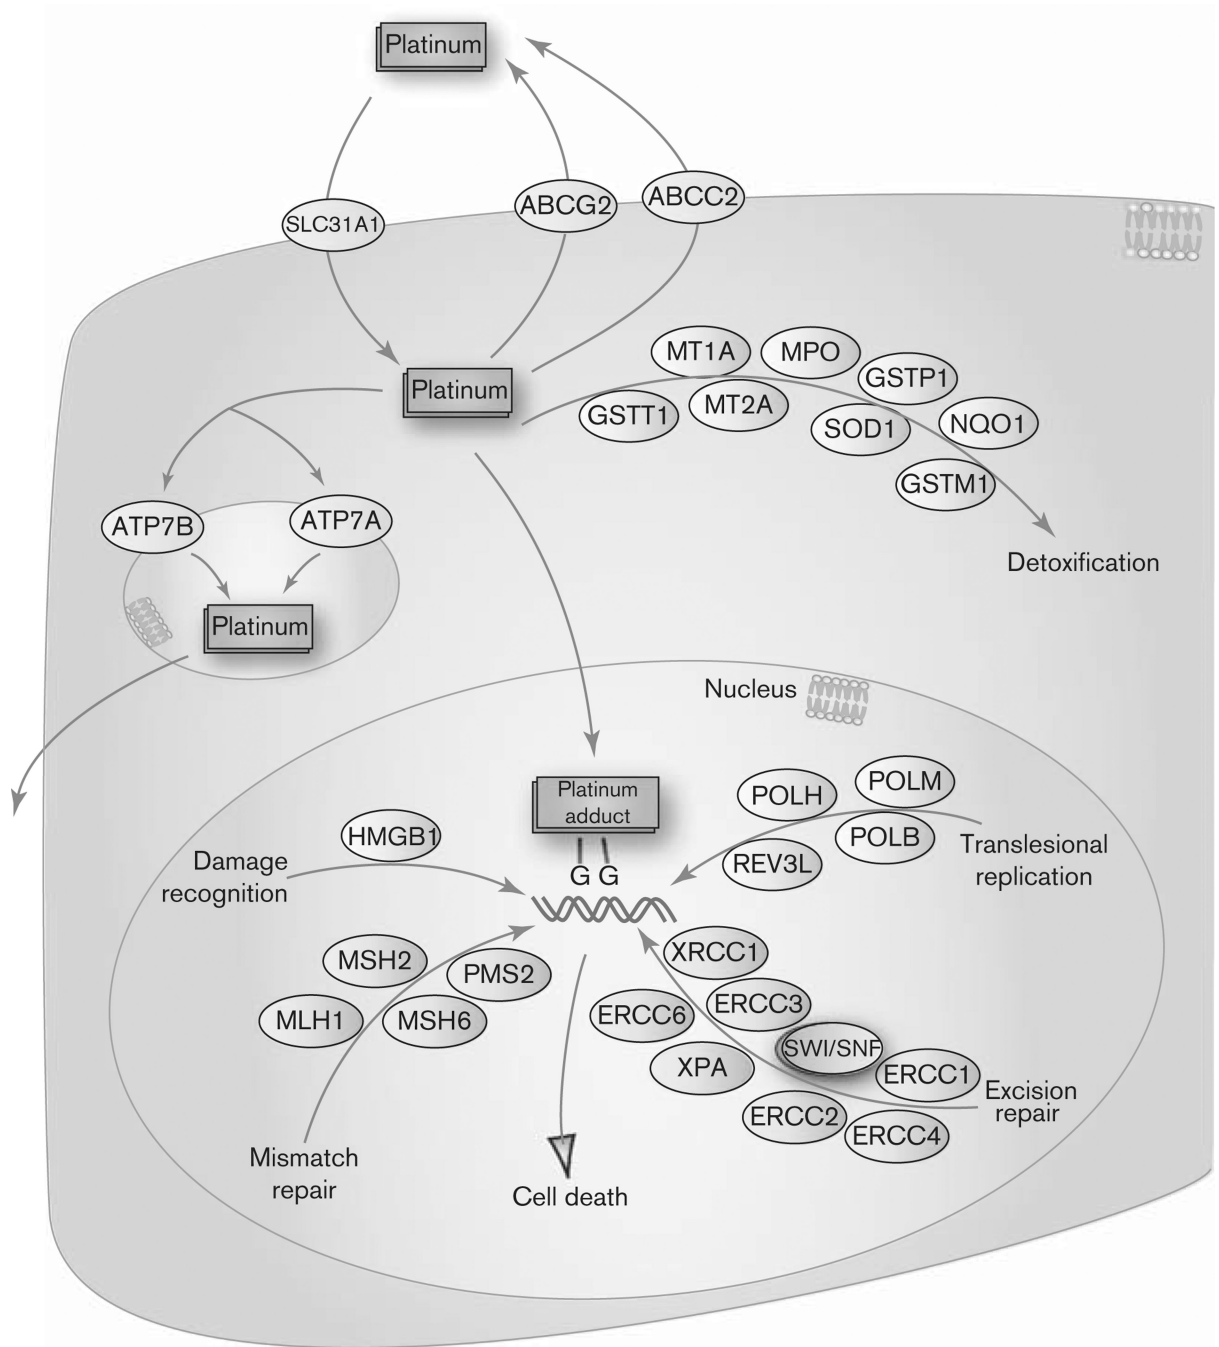 Platinum
SLC31A1
ABCG2
ABCC2
Platinum
MT1A
MPO
GSTP1
GSTT1
MT2A
SOD1
NQO1
GSTM1
Detoxification
ATP7B
ATP7A
Platinum
Nucleus
Platinum
adduct
G G
POLH
POLM
POLB
REV3L
Translesional
replication
HMGB1
Damage
recognition
MSH2
PMS2
MLH1
MSH6
Mismatch
repair
XRCC1
ERCC6
ERCC3
XPA
SWI/SNF
ERCC1
ERCC2
ERCC4
Excision
repair
Cell death